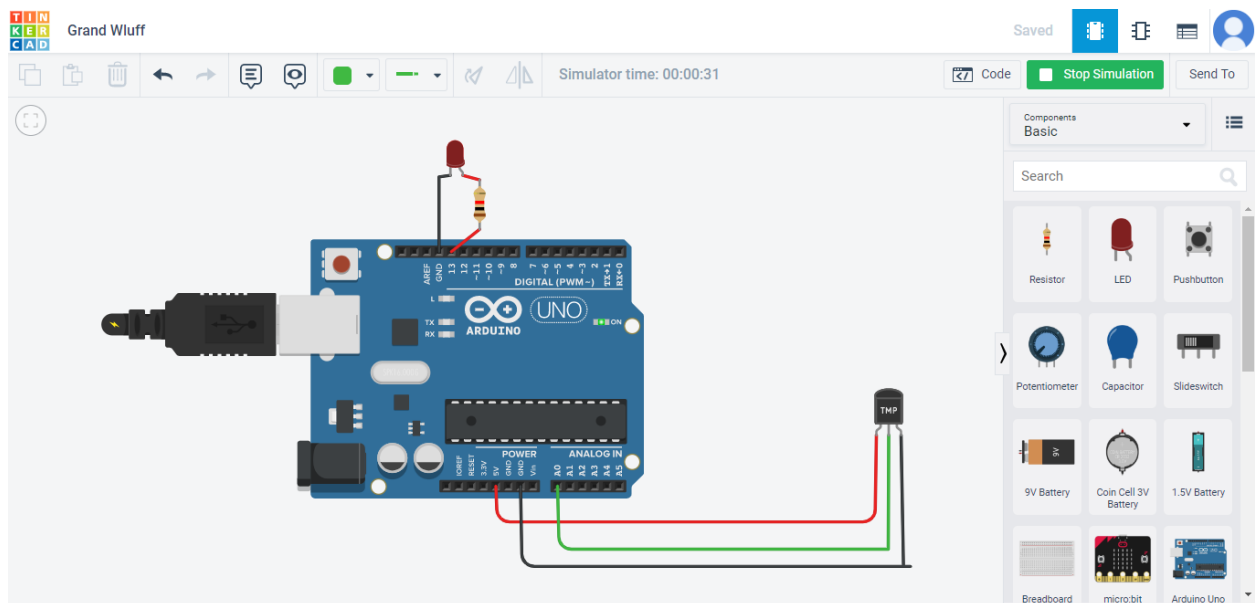 TIN
KER
CAD
Grand Wluff
Saved
Simulator time: 00:00:31
Code
Stop Simulation
Send To
Components
Basic
Search
Resistor
LED
Pushbutton
Potentiometer
Capacitor
Slideswitch
9V
9V Battery
Coin Cell 3V
Battery
1.5V Battery
Breadboard
micro:bit
Arduino Uno
AREF
GND
13
12
~11
~10
~9
8
7
~6
~5
4
~3
2
TX→1
RX←0
DIGITAL (PWM~)
L
TX
RX
ARDUINO
UNO
ON
TMP
POWER
ANALOG IN
IOREF
RESET
3.3V
5V
GND
GND
Vin
A0
A1
A2
A3
A4
A5